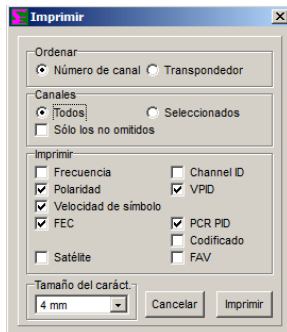 Imprimir
Ordenar
Número de canal Transpondedor
Canales
Todos Seleccionados
Sólo los no omitidos
Imprimir
Frecuencia Channel ID
Polaridad VPID
Velocidad de símbolo
FEC PCR PID
Codificado
Satélite FAV
Tamaño del caráct.
4 mm Cancelar Imprimir